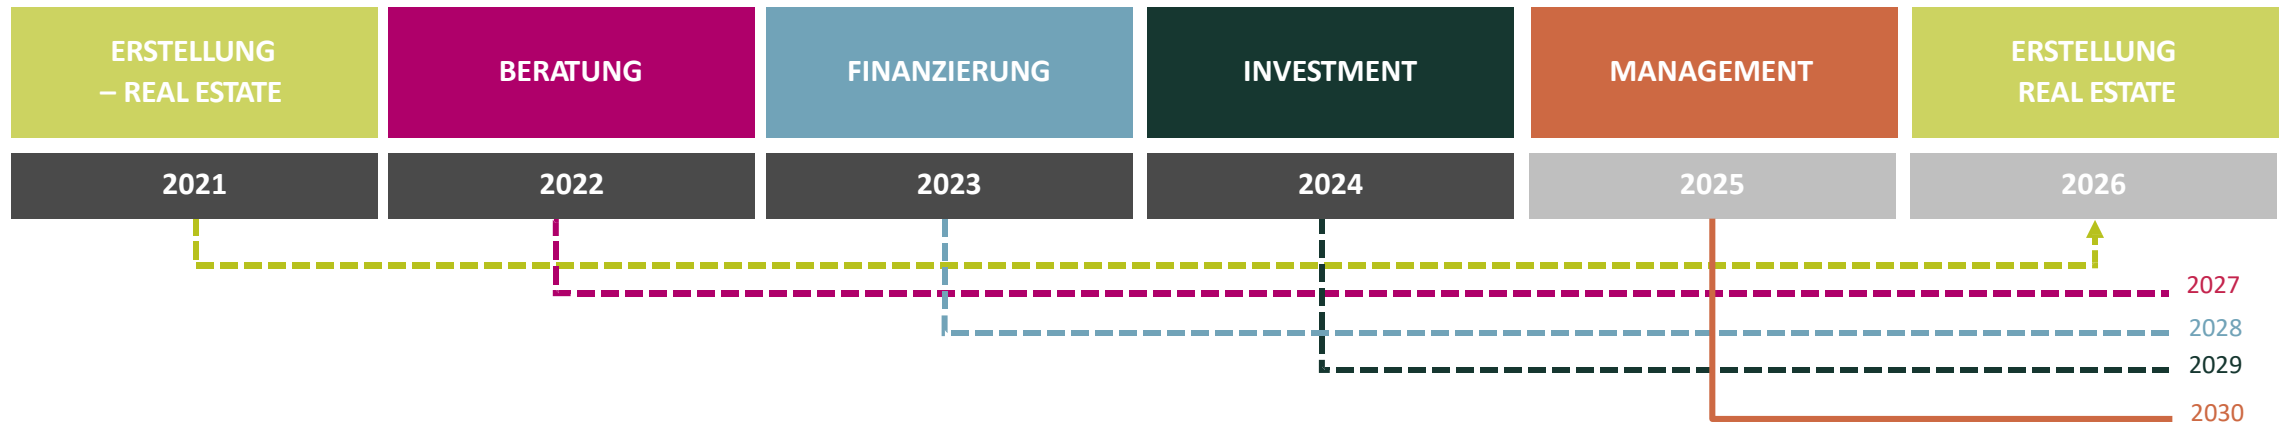 ERSTELLUNG
– REAL ESTATE
BERATUNG
FINANZIERUNG
INVESTMENT
MANAGEMENT
ERSTELLUNG
REAL ESTATE
2021
2022
2023
2024
2025
2026
2027
2028
2029
2030